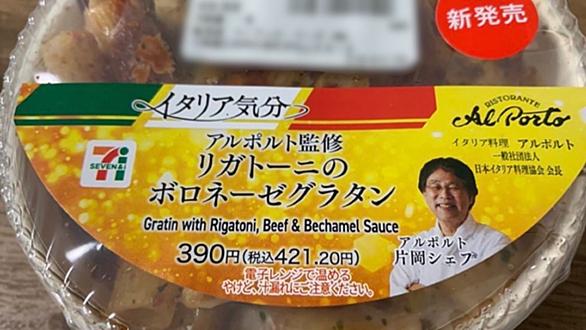 新発売
イタリア気分
RISTORANTE
Al Porto
SEVEN&i
アルポルト監修
リガトーニの
ボロネーゼグラタン
イタリア料理 アルポルト
一般社団法人
日本イタリア料理協会 会長
Gratin with Rigatoni, Beef & Bechamel Sauce
390円(税込421.20円)
電子レンジで温める
やけど、汁漏れにご注意ください。
アルポルト
片岡シェフ